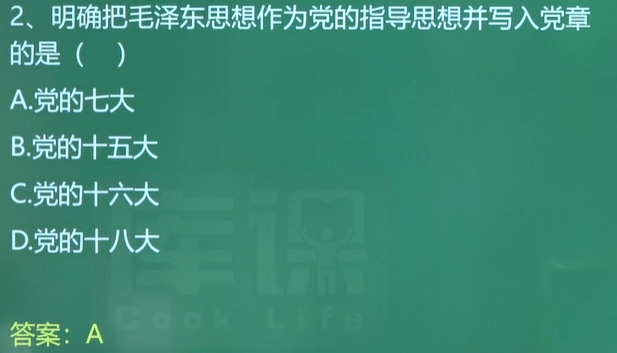 2、明确把毛泽东思想作为党的指导思想并写入党章
的是（　）
A.党的七大
B.党的十五大
C.党的十六大
D.党的十八大
库课
Cook Life
答案：A